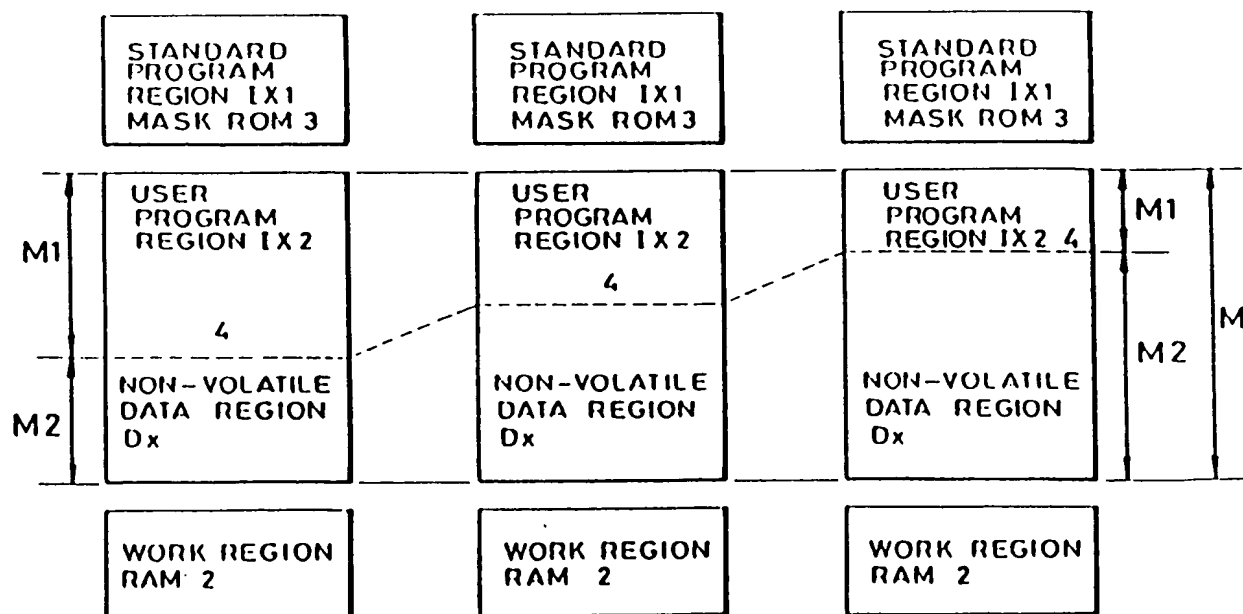 STANDARD
PROGRAM
REGION IX1
MASK ROM 3
STANDARD
PROGRAM
REGION IX1
MASK ROM 3
STANDARD
PROGRAM
REGION IX1
MASK ROM 3
M1
M2
USER
PROGRAM
REGION IX2
4
NON-VOLATILE
DATA REGION
Dx
USER
PROGRAM
REGION IX2
4
NON-VOLATILE
DATA REGION
Dx
USER
PROGRAM
REGION IX2 4
NON-VOLATILE
DATA REGION
Dx
M1
M2
M
WORK REGION
RAM 2
WORK REGION
RAM 2
WORK REGION
RAM 2